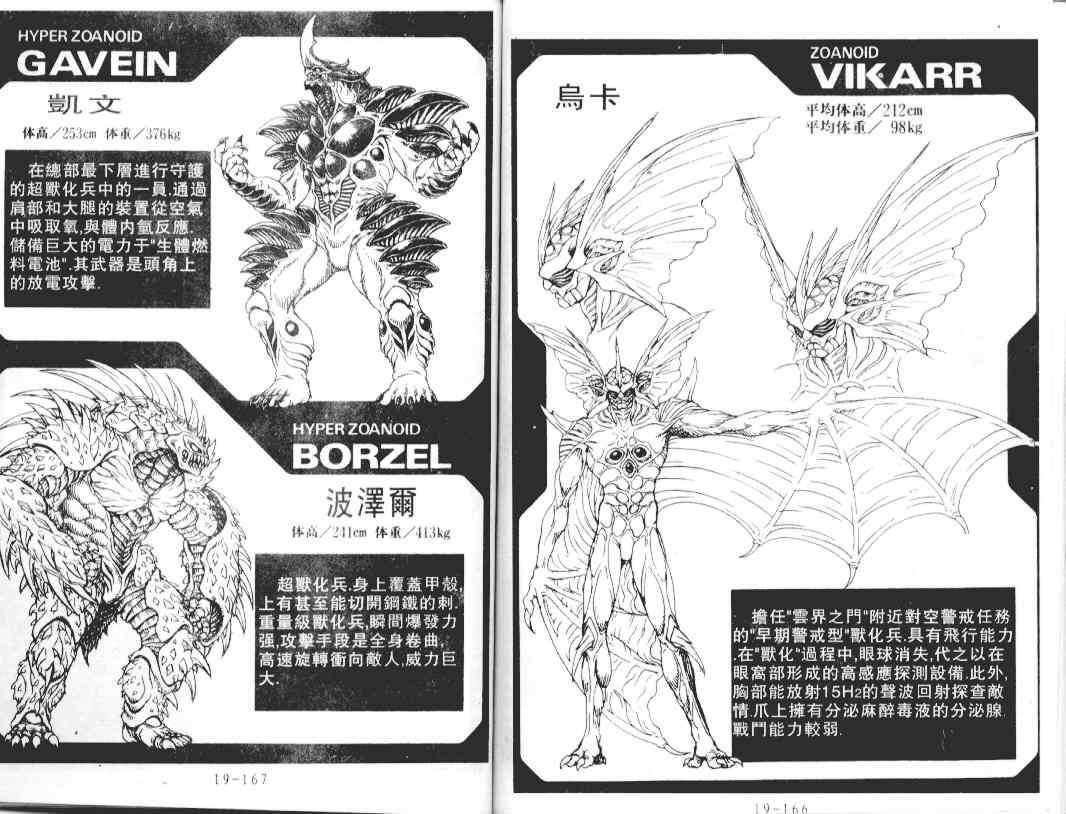 HYPER ZOANOID
GAVEIN
凱文
体高／253cm 体重／376kg
在總部最下層進行守護
的超獸化兵中的一員.通過
肩部和大腿的裝置從空氣
中吸取氧,與體内氫反應.
儲備巨大的電力于"生體燃
料電池".其武器是頭角上
的放電攻擊.
HYPER ZOANOID
BORZEL
波澤爾
体高／241cm 体重／413kg
超獸化兵.身上覆蓋甲殼,
上有甚至能切開鋼鐵的刺.
重量級獸化兵,瞬間爆發力
强,攻擊手段是全身卷曲,
高速旋轉衝向敵人,威力巨
大.
19-167
ZOANOID
VIKARR
烏卡
平均体高／212cm
平均体重／ 98kg
擔任"雲界之門"附近對空警戒任務
的"早期警戒型"獸化兵.具有飛行能力
.在"獸化"過程中,眼球消失,代之以在
眼窩部形成的高感應探測設備.此外,
胸部能放射15H2的聲波回射探查敵
情.爪上擁有分泌麻醉毒液的分泌腺.
戰鬥能力較弱.
19-166